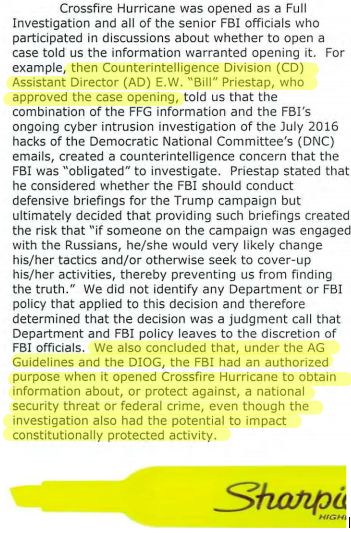 Crossfire Hurricane was opened as a Full
Investigation and all of the senior FBI officials who
participated in discussions about whether to open a
case told us the information warranted opening it.  For
example, then Counterintelligence Division (CD)
Assistant Director (AD) E.W. "Bill" Priestap, who
approved the case opening, told us that the
combination of the FFG information and the FBI's
ongoing cyber intrusion investigation of the July 2016
hacks of the Democratic National Committee's (DNC)
emails, created a counterintelligence concern that the
FBI was "obligated" to investigate.  Priestap stated that
he considered whether the FBI should conduct
defensive briefings for the Trump campaign but
ultimately decided that providing such briefings created
the risk that "if someone on the campaign was engaged
with the Russians, he/she would very likely change
his/her tactics and/or otherwise seek to cover-up
his/her activities, thereby preventing us from finding
the truth."  We did not identify any Department or FBI
policy that applied to this decision and therefore
determined that the decision was a judgment call that
Department and FBI policy leaves to the discretion of
FBI officials.  We also concluded that, under the AG
Guidelines and the DIOG, the FBI had an authorized
purpose when it opened Crossfire Hurricane to obtain
information about, or protect against, a national
security threat or federal crime, even though the
investigation also had the potential to impact
constitutionally protected activity.
Sharpie
HIGH